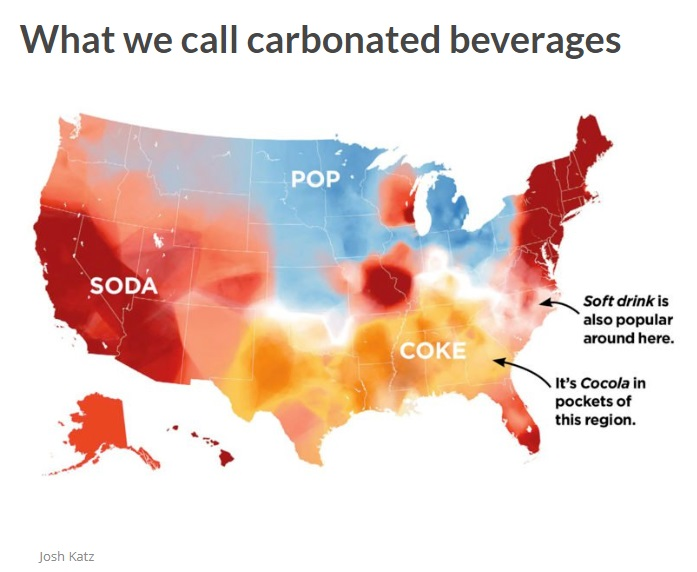 What we call carbonated beverages
POP
SODA
Soft drink is
also popular
around here.
COKE
It's Cocola in
pockets of
this region.
Josh Katz